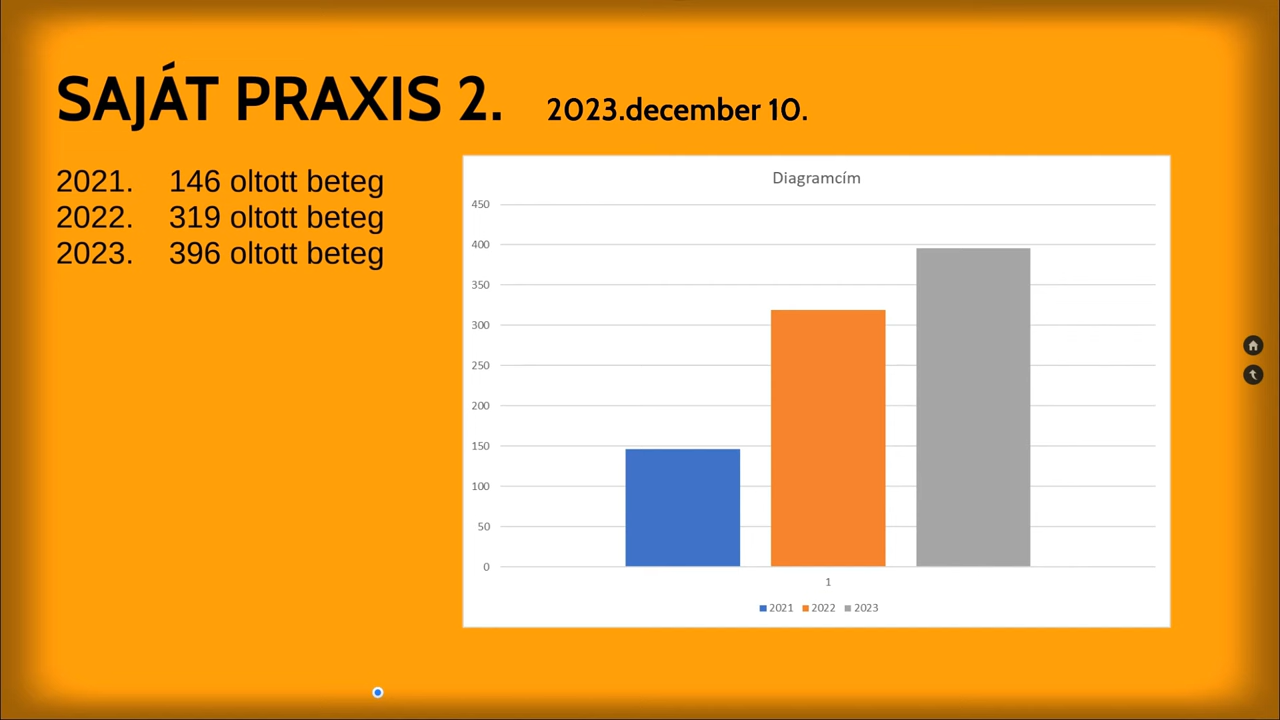 SAJÁT PRAXIS 2. 2023.december 10.
2021. 146 oltott beteg
2022. 319 oltott beteg
2023. 396 oltott beteg
Diagramcím
450
400
350
300
250
200
150
100
50
0
1
2021 2022 2023